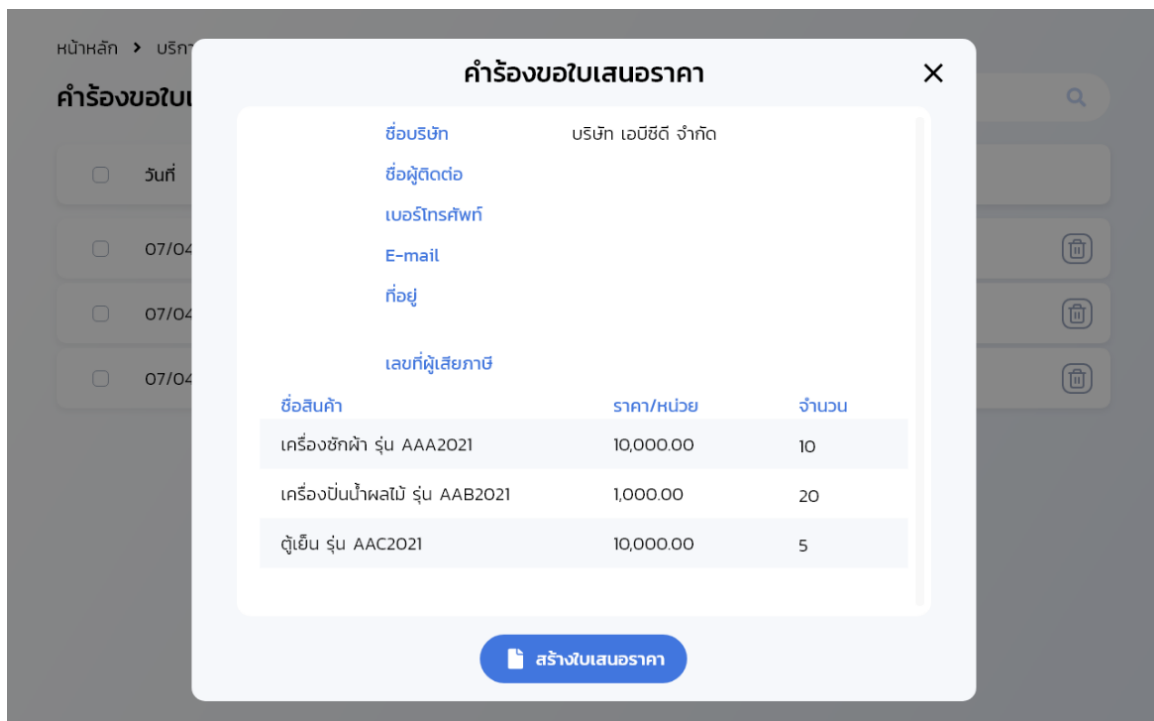 หน้าหลัก > บริกา
คำร้องขอใบเ
วันที่
07/04
07/04
07/04
คำร้องขอใบเสนอราคา
ชื่อบริษัท บริษัท เอบีซีดี จำกัด
ชื่อผู้ติดต่อ
เบอร์โทรศัพท์
E-mail
ที่อยู่
เลขที่ผู้เสียภาษี
ชื่อสินค้า ราคา/หน่วย จำนวน
เครื่องซักผ้า รุ่น AAA2021 10,000.00 10
เครื่องปั่นน้ำผลไม้ รุ่น AAB2021 1,000.00 20
ตู้เย็น รุ่น AAC2021 10,000.00 5
สร้างใบเสนอราคา